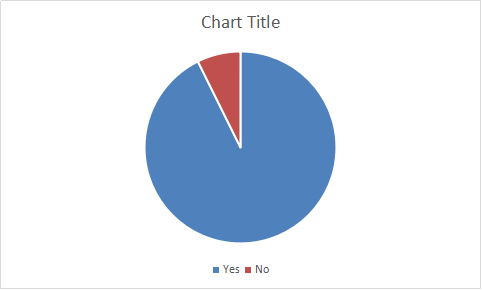 Chart Title
Yes No